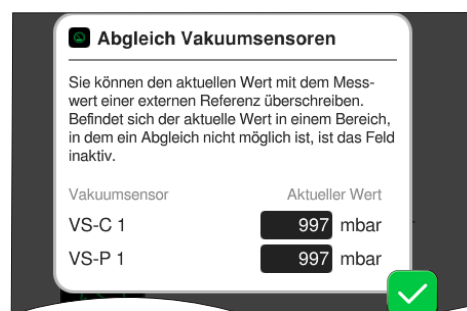 Abgleich Vakuumsensoren
Sie können den aktuellen Wert mit dem Mess-
wert einer externen Referenz überschreiben.
Befindet sich der aktuelle Wert in einem Bereich,
in dem ein Abgleich nicht möglich ist, ist das Feld
inaktiv.
Vakuumsensor Aktueller Wert
VS-C 1 997 mbar
VS-P 1 997 mbar